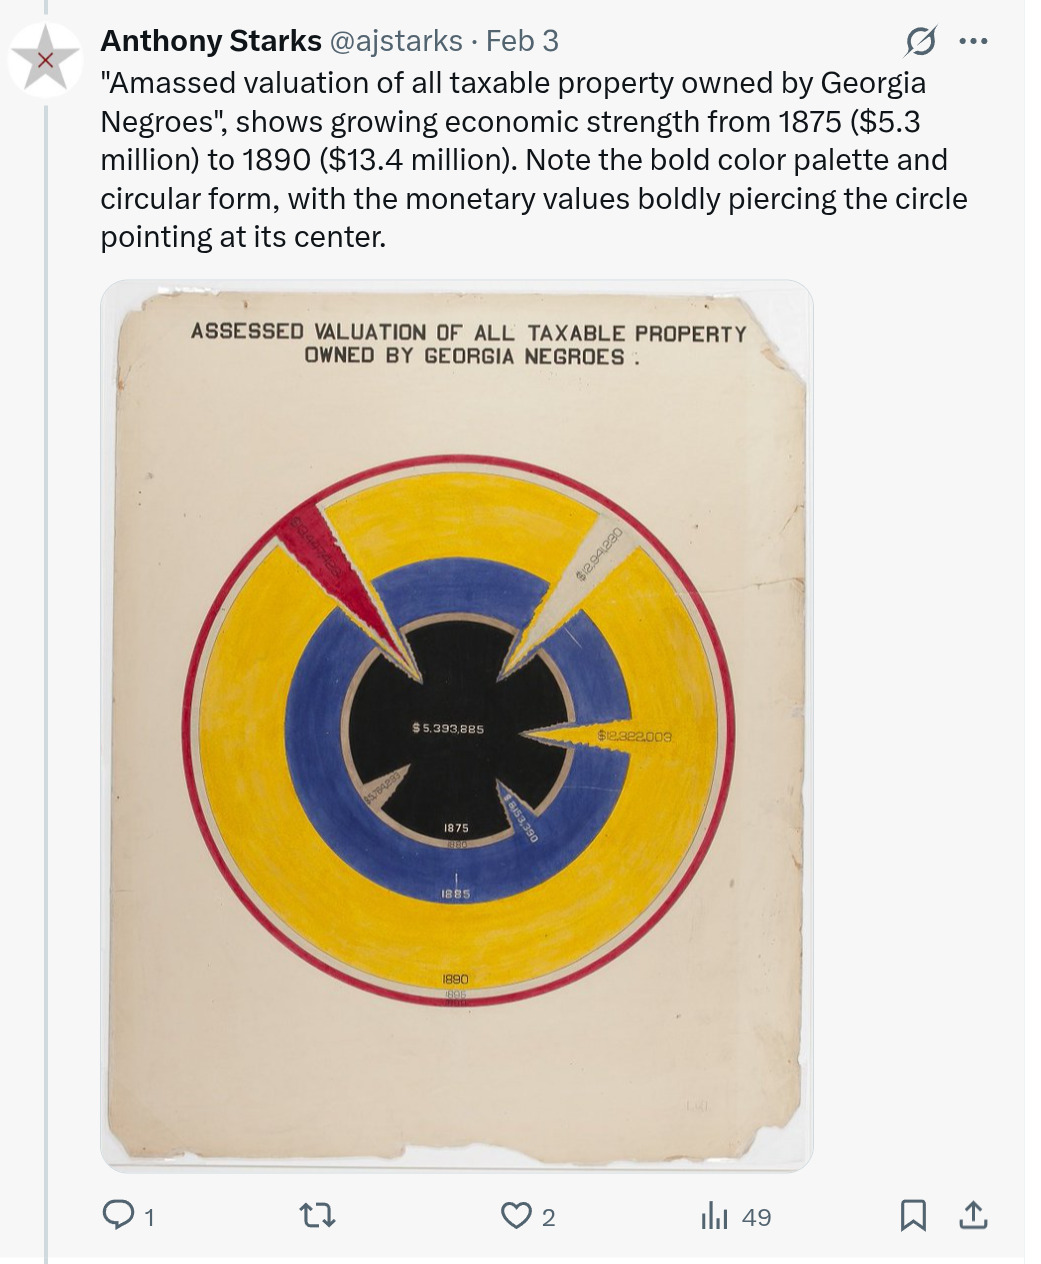 Anthony Starks @ajstarks · Feb 3
"Amassed valuation of all taxable property owned by Georgia
Negroes", shows growing economic strength from 1875 ($5.3
million) to 1890 ($13.4 million). Note the bold color palette and
circular form, with the monetary values boldly piercing the circle
pointing at its center.
ASSESSED VALUATION OF ALL TAXABLE PROPERTY
OWNED BY GEORGIA NEGROES .
$12,941,230
$5,393,885
$12,322,003
$5,764,293
$8,153,390
1875
1880
1885
1890
1895
1 2 49